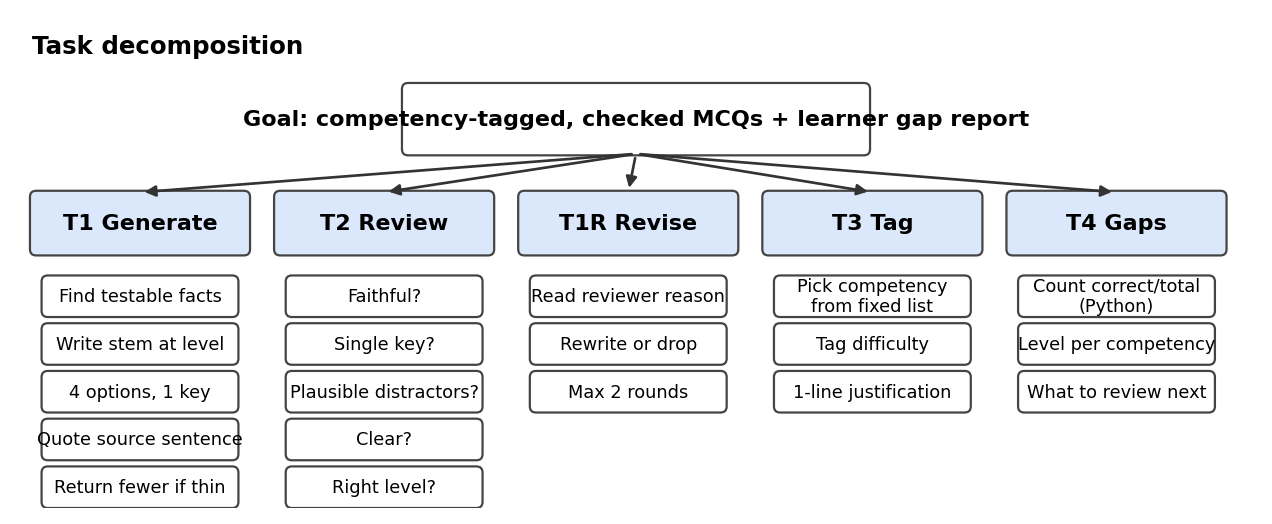 Task decomposition
Goal: competency-tagged, checked MCQs + learner gap report
T1 Generate
Find testable facts
Write stem at level
4 options, 1 key
Quote source sentence
Return fewer if thin
T2 Review
Faithful?
Single key?
Plausible distractors?
Clear?
Right level?
T1R Revise
Read reviewer reason
Rewrite or drop
Max 2 rounds
T3 Tag
Pick competency
from fixed list
Tag difficulty
1-line justification
T4 Gaps
Count correct/total
(Python)
Level per competency
What to review next